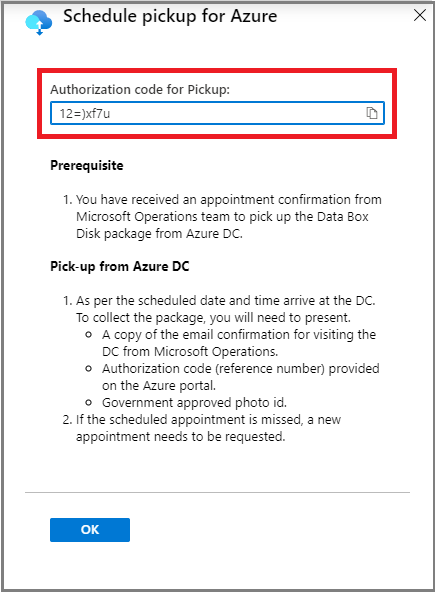 Schedule pickup for Azure
Authorization code for Pickup:
12=)xf7u
Prerequisite
1. You have received an appointment confirmation from
Microsoft Operations team to pick up the Data Box
Disk package from Azure DC.
Pick-up from Azure DC
1. As per the scheduled date and time arrive at the DC.
To collect the package, you will need to present.
A copy of the email confirmation for visiting the
DC from Microsoft Operations.
Authorization code (reference number) provided
on the Azure portal.
Government approved photo id.
2. If the scheduled appointment is missed, a new
appointment needs to be requested.
OK